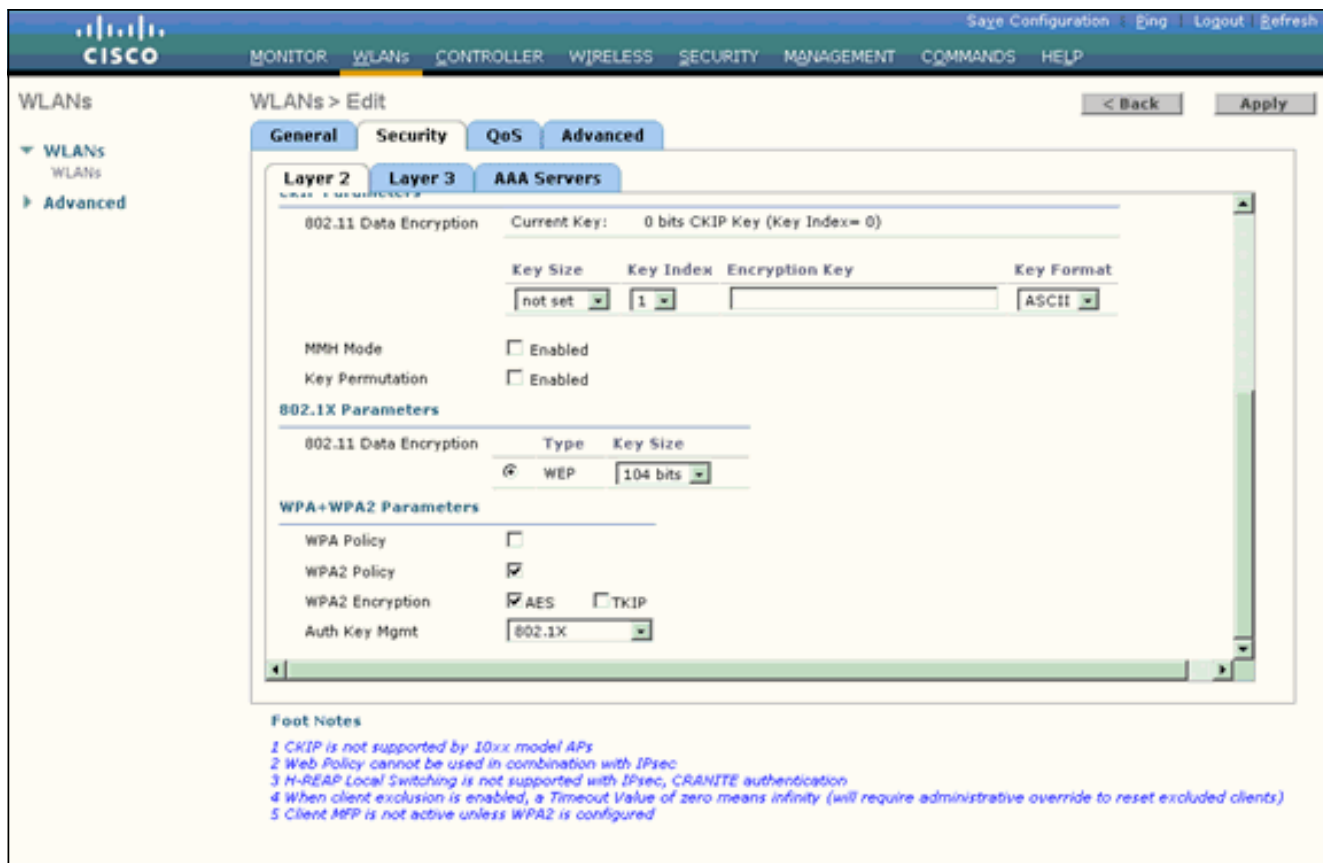 Save Configuration | Ping | Logout | Refresh
CISCO
MONITOR WLANs CONTROLLER WIRELESS SECURITY MANAGEMENT COMMANDS HELP
WLANs
WLANs > Edit
< Back
Apply
General Security QoS Advanced
WLANs
WLANs
Advanced
Layer 2 Layer 3 AAA Servers
CKIP Parameters
802.11 Data Encryption Current Key: 0 bits CKIP Key (Key Index= 0)
Key Size Key Index Encryption Key Key Format
not set 1 ASCII
MMH Mode Enabled
Key Permutation Enabled
802.1X Parameters
802.11 Data Encryption Type Key Size
WEP 104 bits
WPA+WPA2 Parameters
WPA Policy
WPA2 Policy
WPA2 Encryption AES TKIP
Auth Key Mgmt 802.1X
Foot Notes
1 CKIP is not supported by 10xx model APs
2 Web Policy cannot be used in combination with IPsec
3 H-REAP Local Switching is not supported with IPsec, CRANITE authentication
4 When client exclusion is enabled, a Timeout Value of zero means infinity (will require administrative override to reset excluded clients)
5 Client MFP is not active unless WPA2 is configured